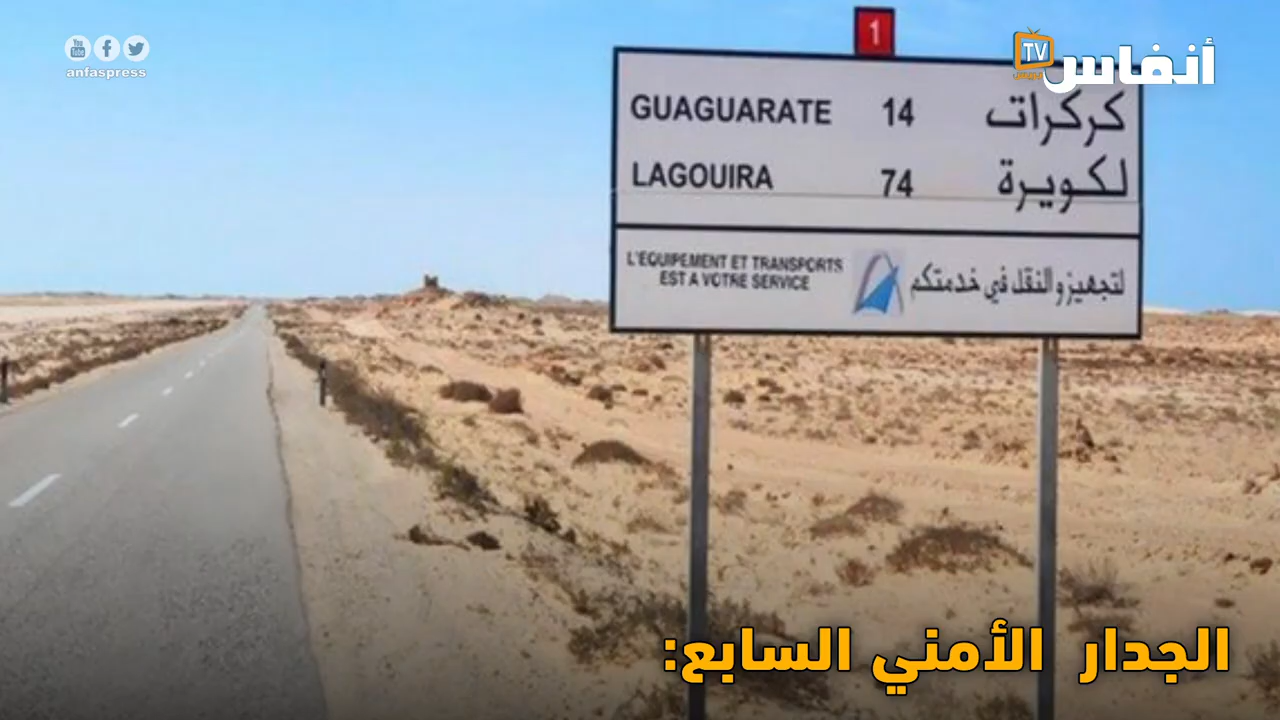 1
TV أنفاس
anfaspress
GUAGUARATE 14 كركرات
LAGOUIRA 74 لكويرة
L'EQUIPEMENT ET TRANSPORTS
EST A VOTRE SERVICE
لتجهيز والنقل في خدمتكم
الجدار الأمني السابع: